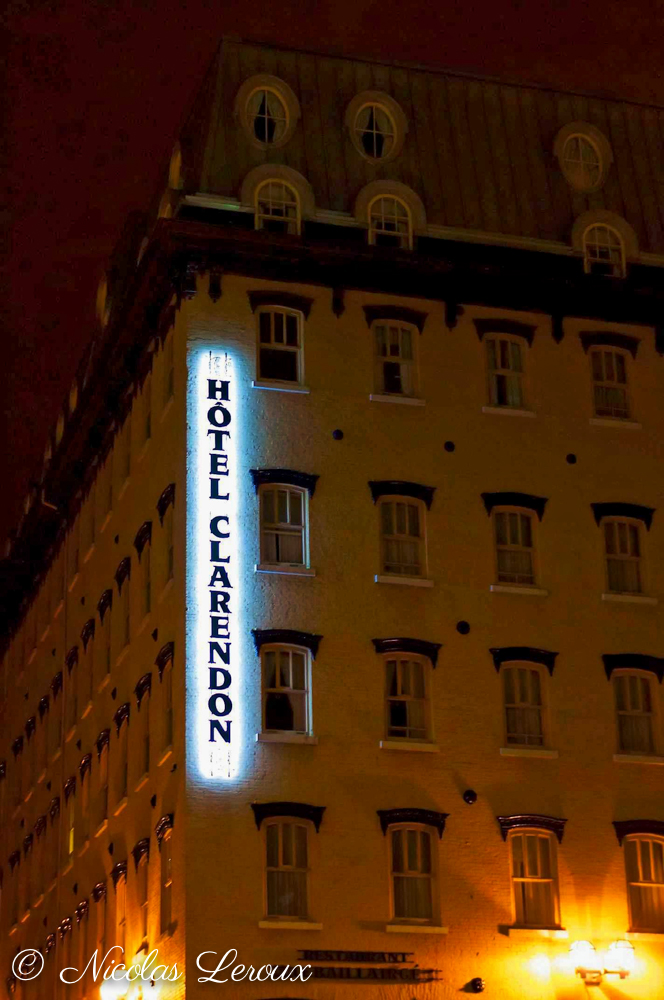 HÔTEL CLARENDON
RESTAURANT
© Nicolas Leroux